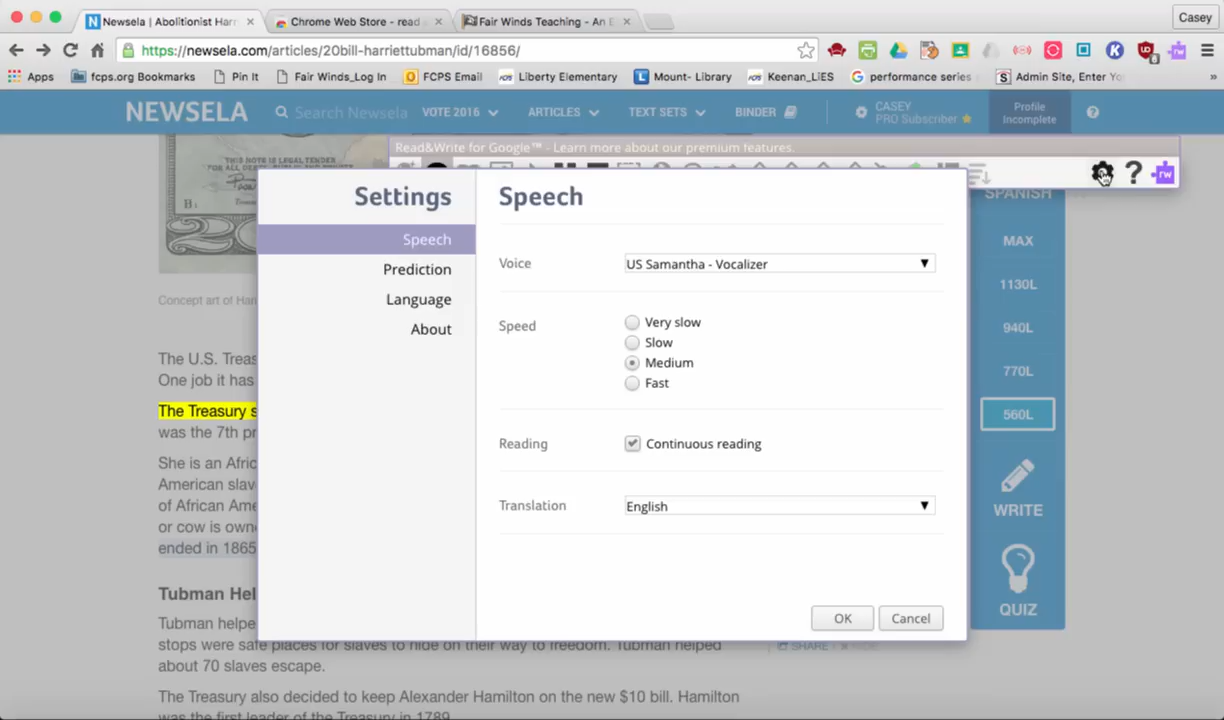 Newsela | Abolitionist Harr
Chrome Web Store - read
Fair Winds Teaching - An E
Casey
https://newsela.com/articles/20bill-harriettubman/id/16856/
Apps
fcps.org Bookmarks
Pin It
Fair Winds_Log In
FCPS Email
Liberty Elementary
Mount- Library
Keenan_LiES
performance series
Admin Site, Enter Yo
»
NEWSELA
Search Newsela
VOTE 2016
ARTICLES
TEXT SETS
BINDER
CASEY
PRO Subscriber
Profile
Incomplete
?
Read&Write for Google™ - Learn more about our premium features.
THIS NOTE IS LEGAL TENDER
? rw
Settings
Speech
Prediction
Language
About
Speech
Voice
US Samantha - Vocalizer
Speed
Very slow
Slow
Medium
Fast
Reading
Continuous reading
Translation
English
OK
Cancel
SPANISH
MAX
1130L
940L
770L
560L
WRITE
QUIZ
SHARE
HIDE
Concept art of Har
The U.S. Treas
One job it has
The Treasury s
was the 7th pr
She is an Afric
American slav
of African Ame
or cow is owne
ended in 1865
Tubman Hel
Tubman helpe
stops were safe places for slaves to hide on their way to freedom. Tubman helped
about 70 slaves escape.
The Treasury also decided to keep Alexander Hamilton on the new $10 bill. Hamilton
was the first leader of the Treasury in 1789.